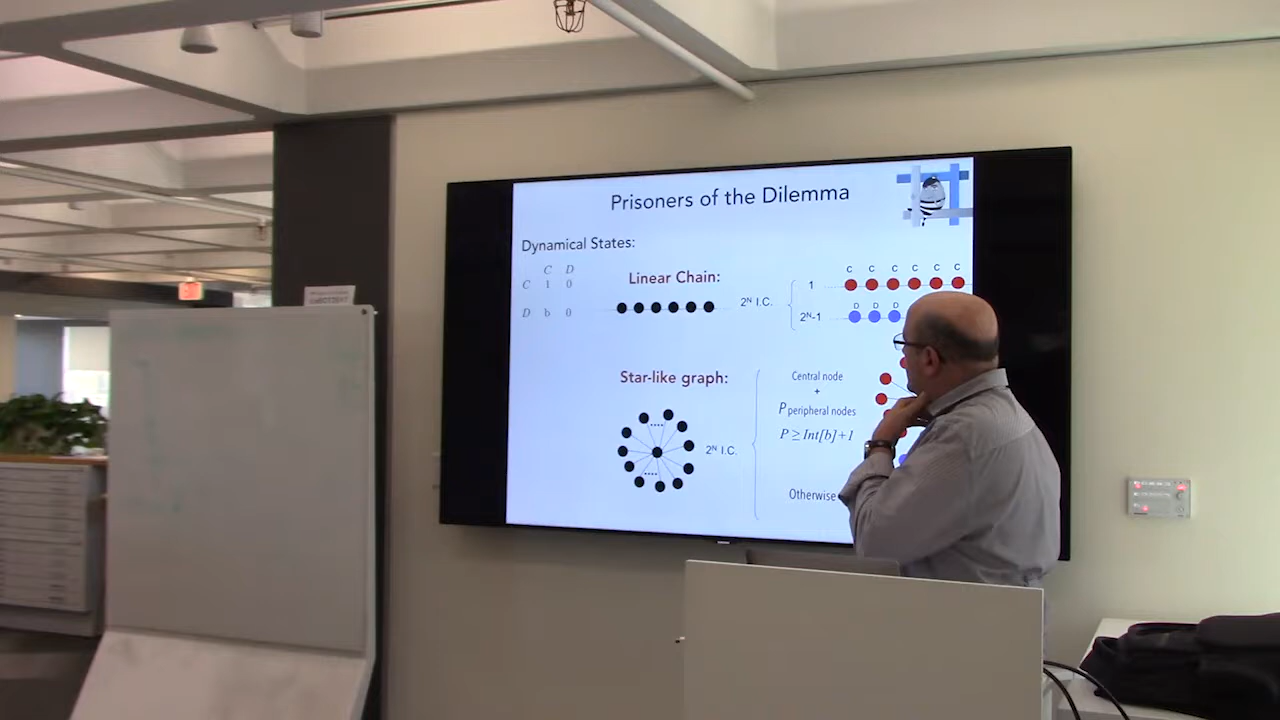 Prisoners of the Dilemma
Dynamical States:
C D
C 1 0
D b 0
Linear Chain:
2ᴺ I.C.
1
C C C C C C
2ᴺ-1
D D D
Star-like graph:
2ᴺ I.C.
Central node
+
P peripheral nodes
P ≥ Int[b]+1
Otherwise